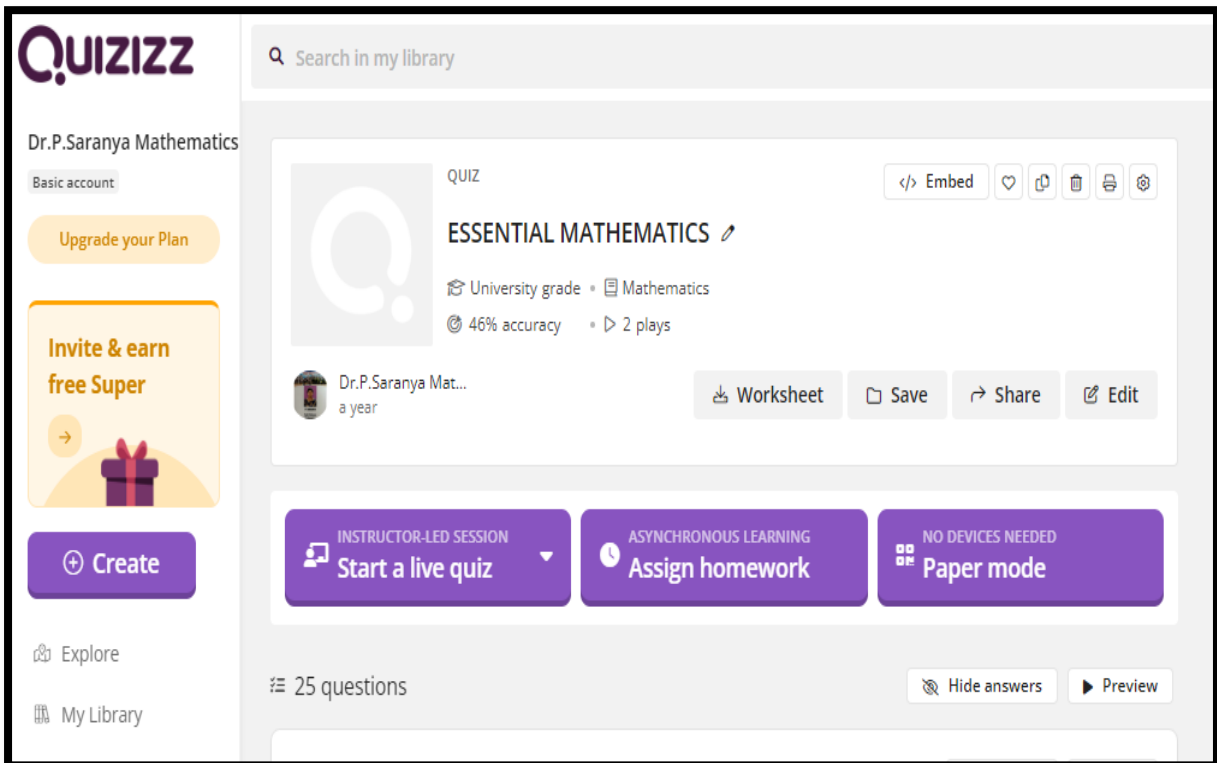 QUIZIZZ
Search in my library
Dr.P.Saranya Mathematics
Basic account
Upgrade your Plan
Invite & earn
free Super
Create
Explore
My Library
QUIZ
</> Embed
ESSENTIAL MATHEMATICS
University grade • Mathematics
46% accuracy • 2 plays
Dr.P.Saranya Mat...
a year
Worksheet
Save
Share
Edit
INSTRUCTOR-LED SESSION
Start a live quiz
ASYNCHRONOUS LEARNING
Assign homework
NO DEVICES NEEDED
Paper mode
25 questions
Hide answers
Preview